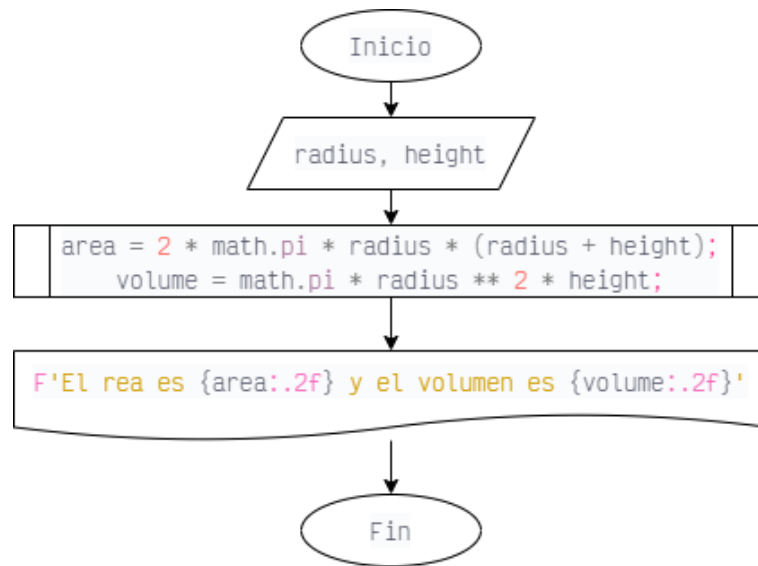 Inicio
radius, height
area = 2 * math.pi * radius * (radius + height);
volume = math.pi * radius ** 2 * height;
F'El rea es {area:.2f} y el volumen es {volume:.2f}'
Fin